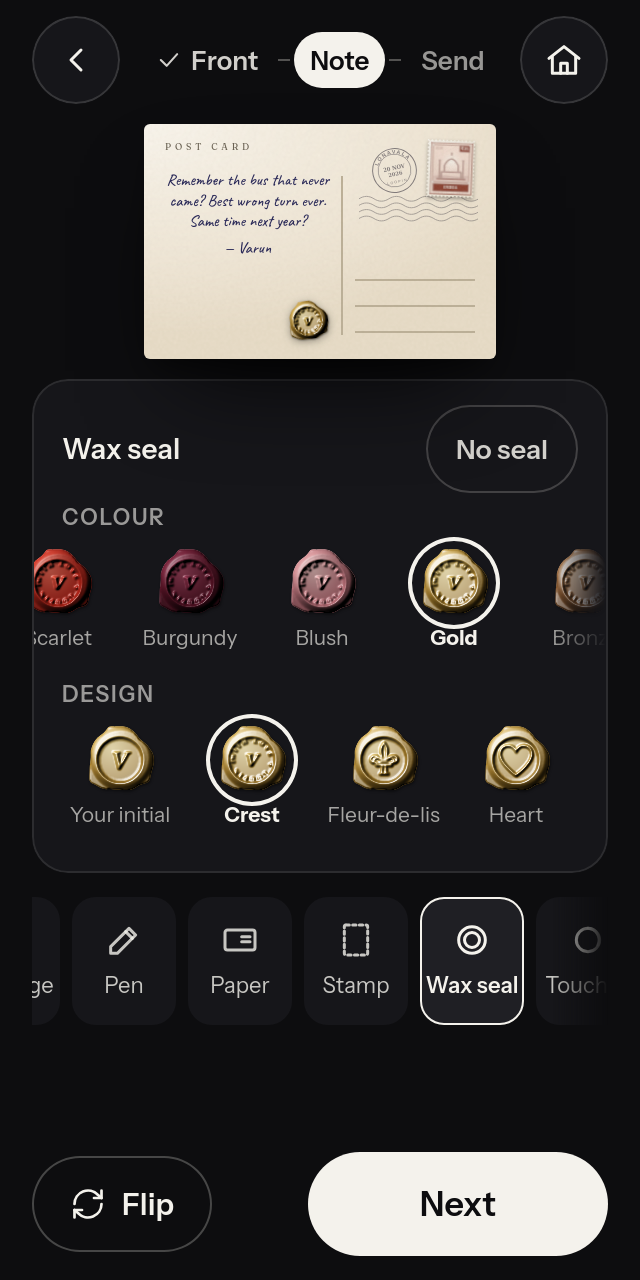 Front
Note
Send
POST CARD
LONAVALA
20 NOV
2026
Remember the bus that never
came? Best wrong turn ever.
Same time next year?
— Varun
V
Wax seal
No seal
COLOUR
V
V
V
V
V
Scarlet
Burgundy
Blush
Gold
Bronz
DESIGN
V
V
Your initial
Crest
Fleur-de-lis
Heart
ge
Pen
Paper
Stamp
Wax seal
Touch
Flip
Next